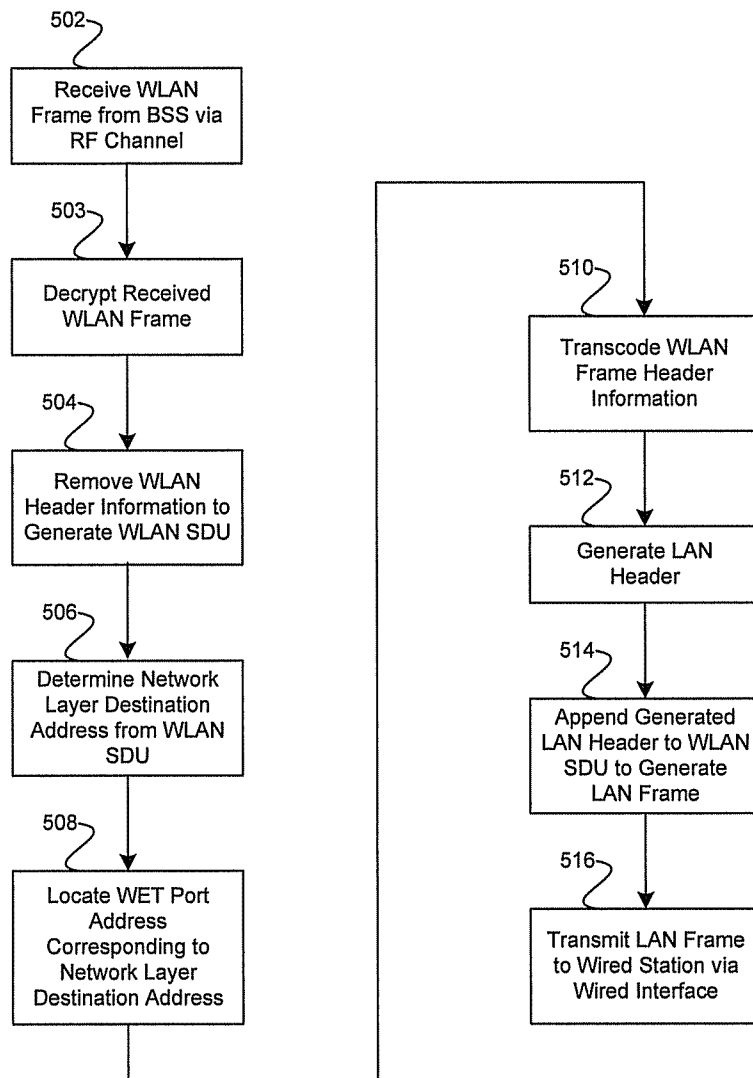 502
Receive WLAN
Frame from BSS via
RF Channel
503
Decrypt Received
WLAN Frame
504
Remove WLAN
Header Information to
Generate WLAN SDU
506
Determine Network
Layer Destination
Address from WLAN
SDU
508
Locate WET Port
Address
Corresponding to
Network Layer
Destination Address
510
Transcode WLAN
Frame Header
Information
512
Generate LAN
Header
514
Append Generated
LAN Header to WLAN
SDU to Generate
LAN Frame
516
Transmit LAN Frame
to Wired Station via
Wired Interface